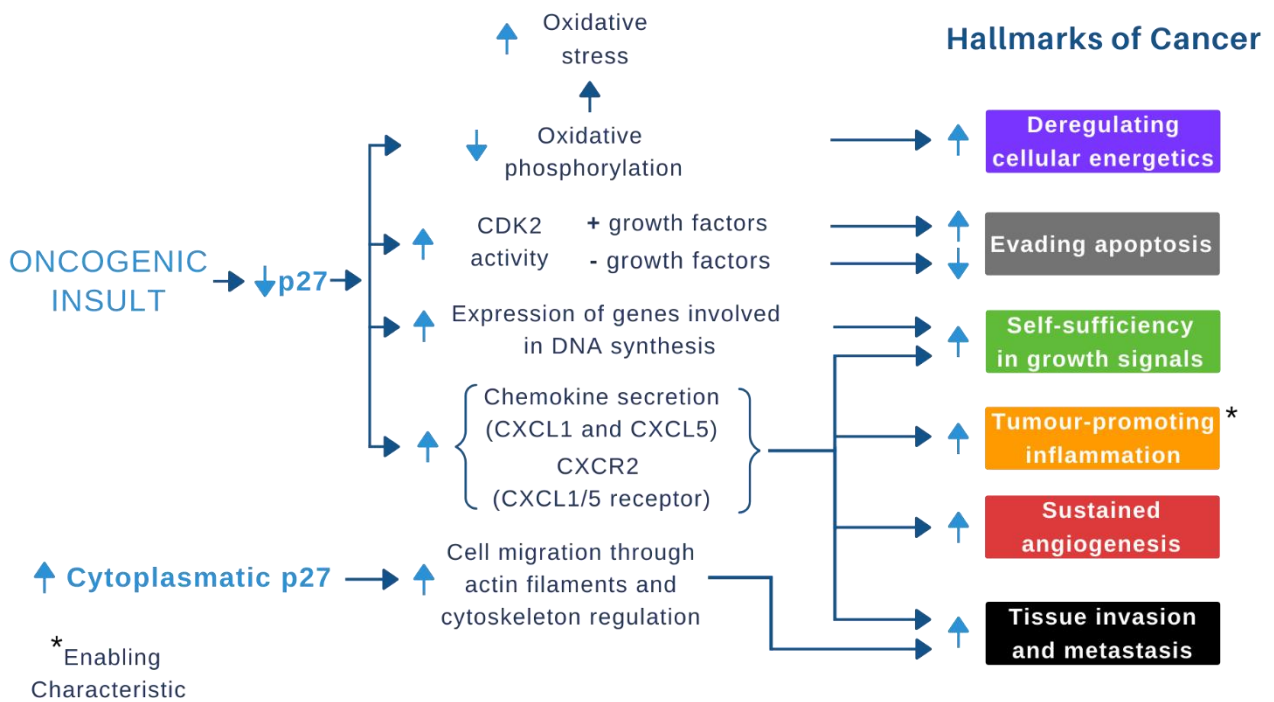 Oxidative
stress
Hallmarks of Cancer
Oxidative
phosphorylation
Deregulating
cellular energetics
CDK2
activity
+ growth factors
- growth factors
Evading apoptosis
ONCOGENIC
INSULT
p27
Expression of genes involved
in DNA synthesis
Self-sufficiency
in growth signals
Chemokine secretion
(CXCL1 and CXCL5)
CXCR2
(CXCL1/5 receptor)
Tumour-promoting *
inflammation
Sustained
angiogenesis
Cytoplasmatic p27
Cell migration through
actin filaments and
cytoskeleton regulation
Tissue invasion
and metastasis
*Enabling
Characteristic